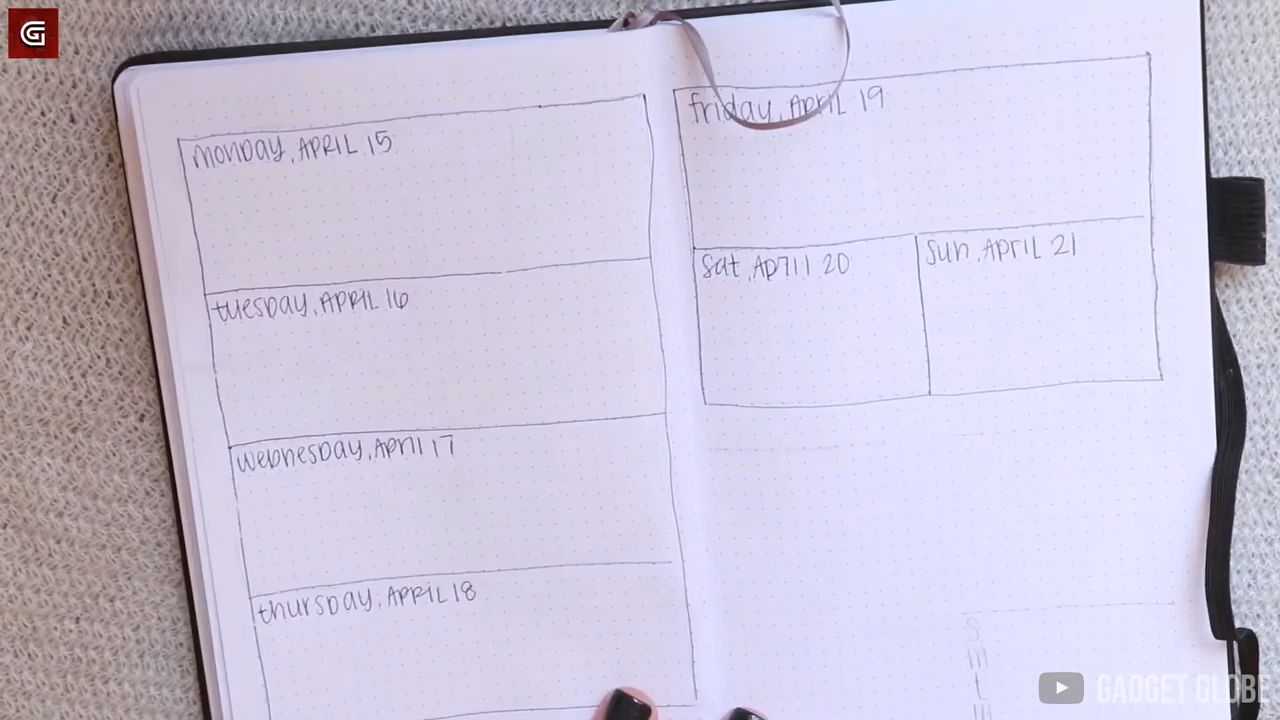 monday, APRIL 15
tuesday, APRIL 16
wednesday, April 17
thursday, APRIL 18
friday, APRIL 19
sat, April 20
sun, APRIL 21
S
m
t
G
GADGET GLOBE